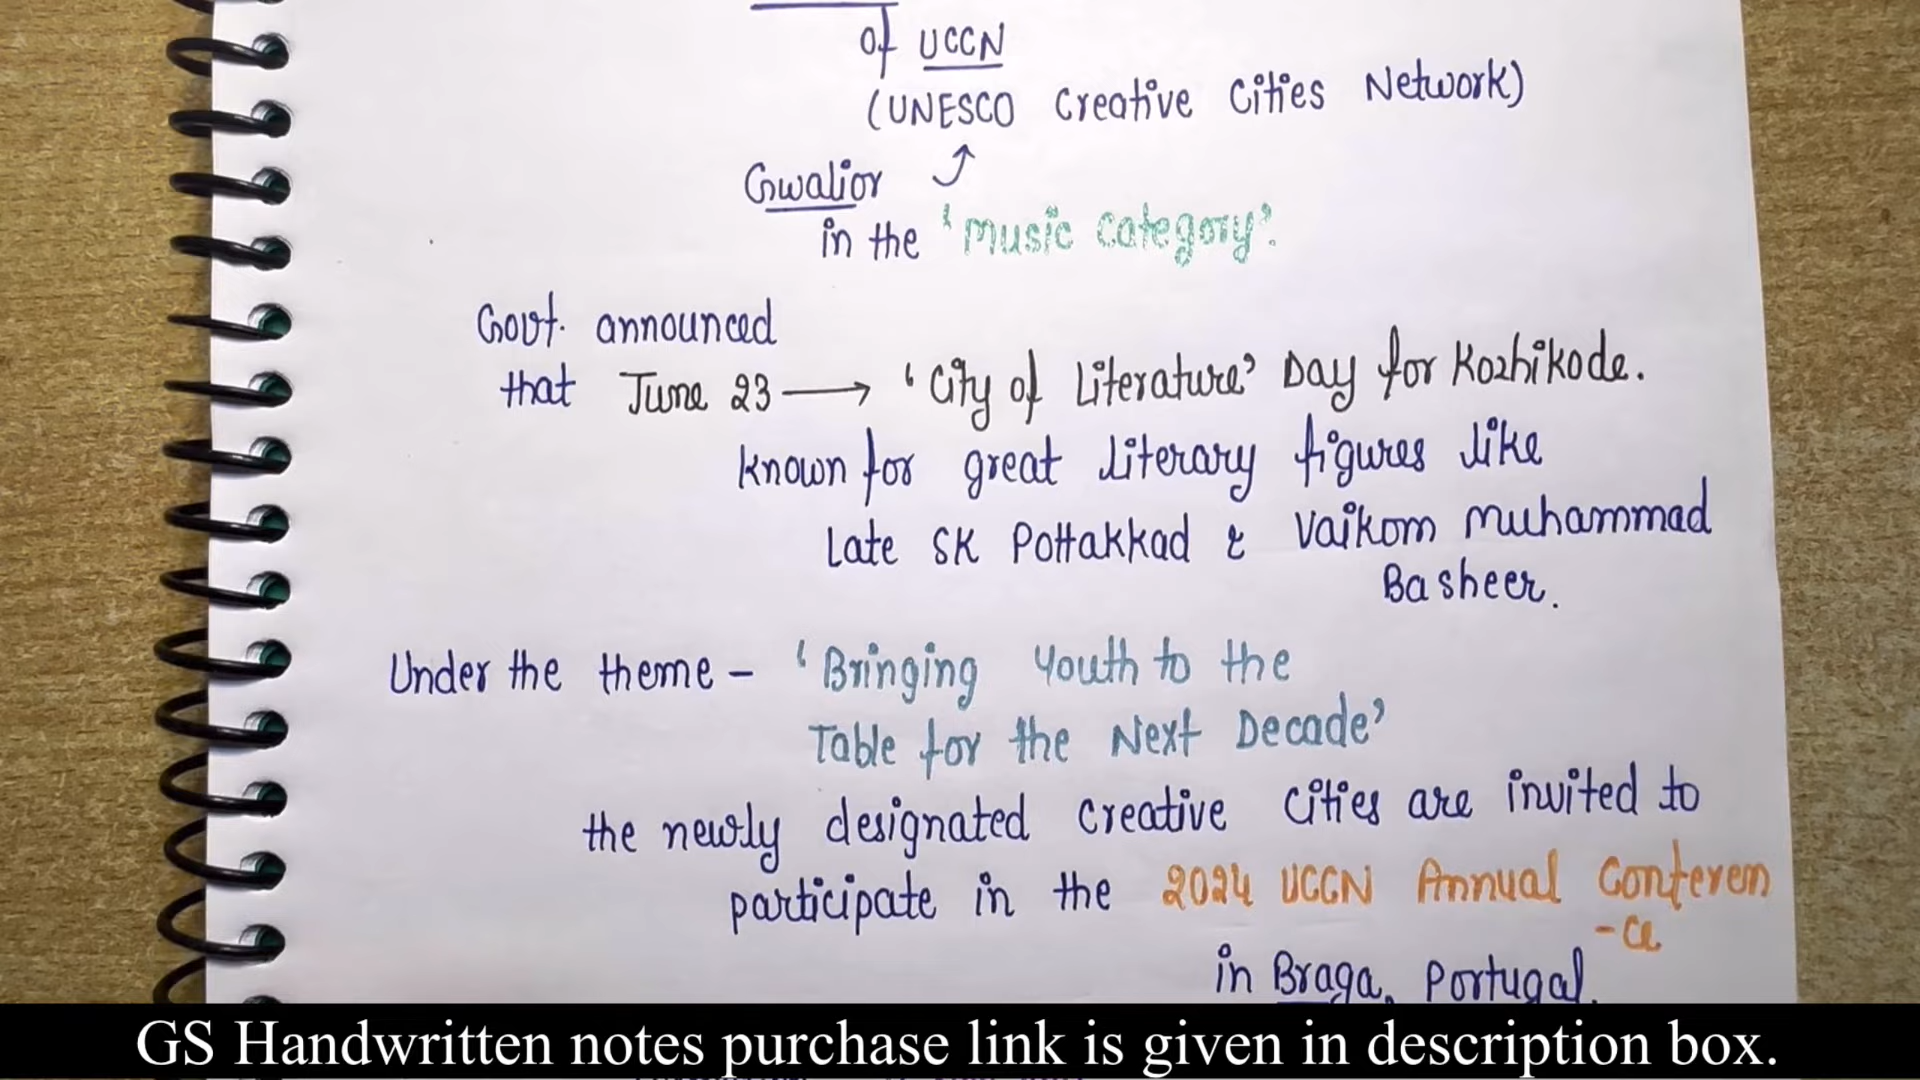 of UCCN
(UNESCO Creative Cities Network)
Gwalior
in the 'Music Category'.
Govt. announced
that June 23 → 'City of Literature' Day for Kozhikode.
Known for great literary figures like
Late SK Pottakkad & Vaikom Muhammad
Basheer.
Under the theme - 'Bringing Youth to the
Table for the Next Decade'
the newly designated creative cities are invited to
participate in the 2024 UCCN Annual Conferen
-ce
in Braga, Portugal.
GS Handwritten notes purchase link is given in description box.